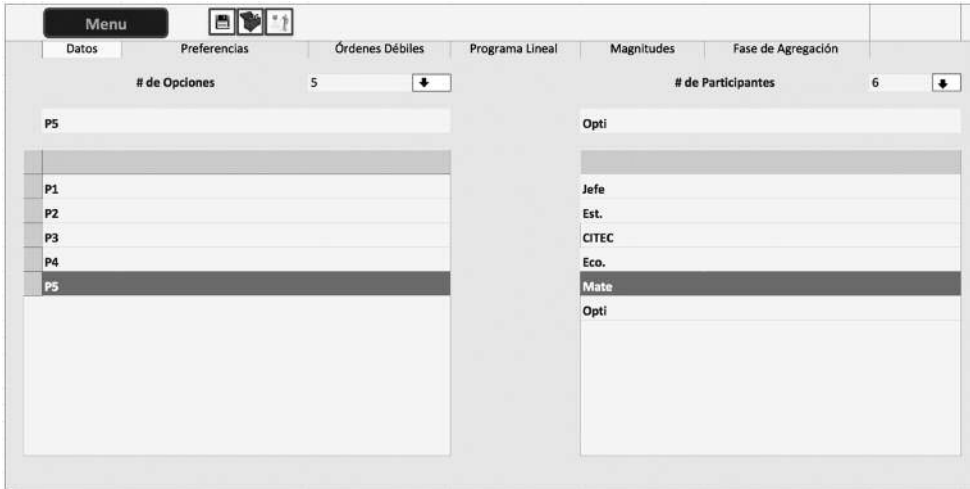 Menu
Datos Preferencias Órdenes Débiles Programa Lineal Magnitudes Fase de Agregación
# de Opciones 5 # de Participantes 6
P5 Opti
P1 Jefe
P2 Est.
P3 CITEC
P4 Eco.
P5 Mate
Opti